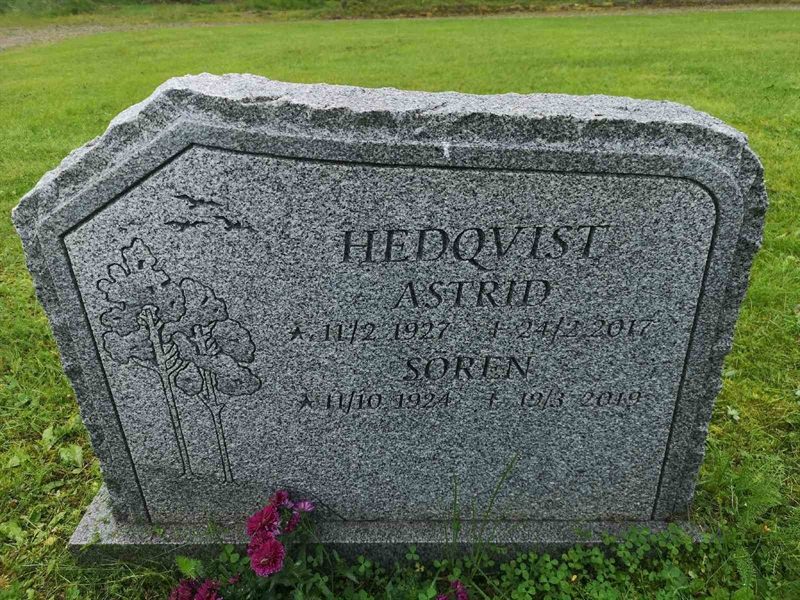 HEDQVIST
ASTRID
* 11/2 1927 † 24/2 2017
SÖREN
* 11/10 1924 † 19/3 2019